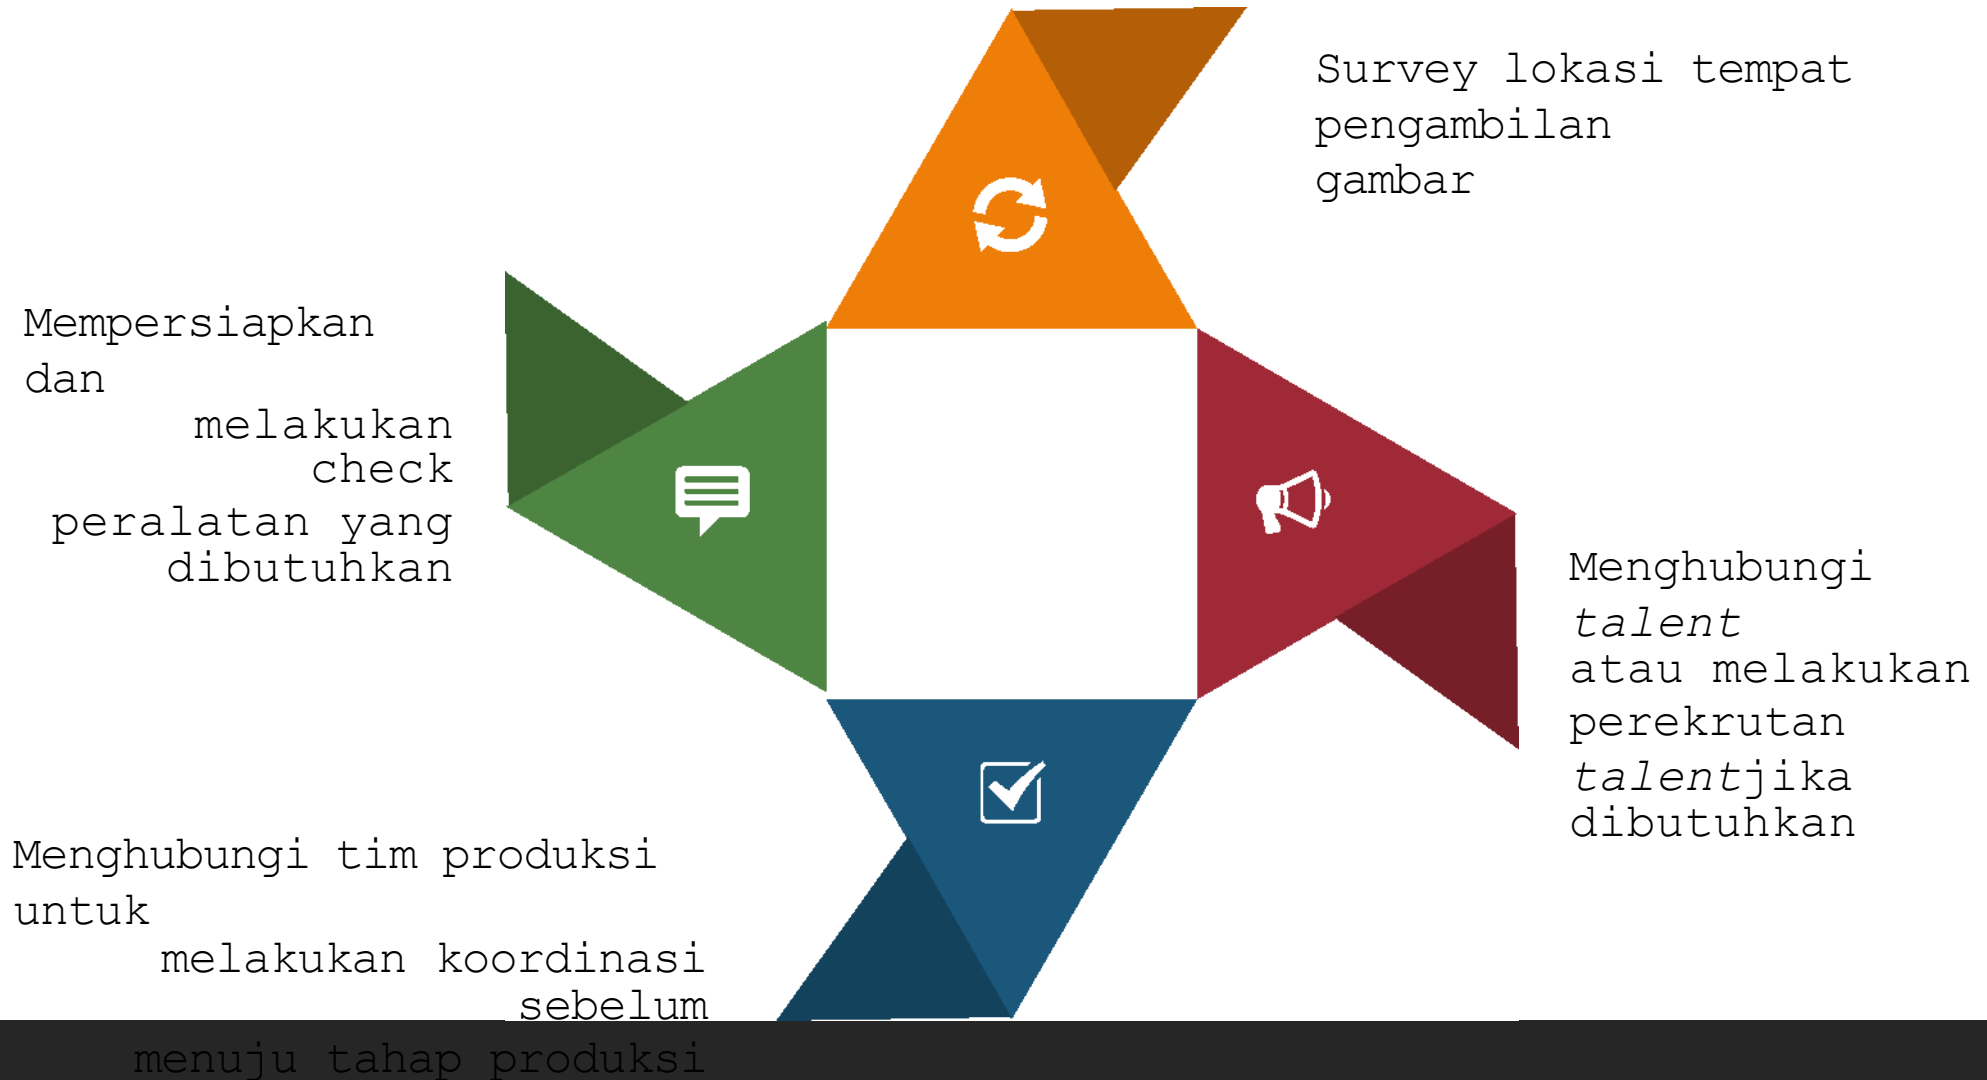 Survey lokasi tempat
pengambilan
gambar
Mempersiapkan
dan
melakukan
check
peralatan yang
dibutuhkan
Menghubungi
talent
atau melakukan
perekrutan
talentjika
dibutuhkan
Menghubungi tim produksi
untuk
melakukan koordinasi
sebelum
menuju tahap produksi